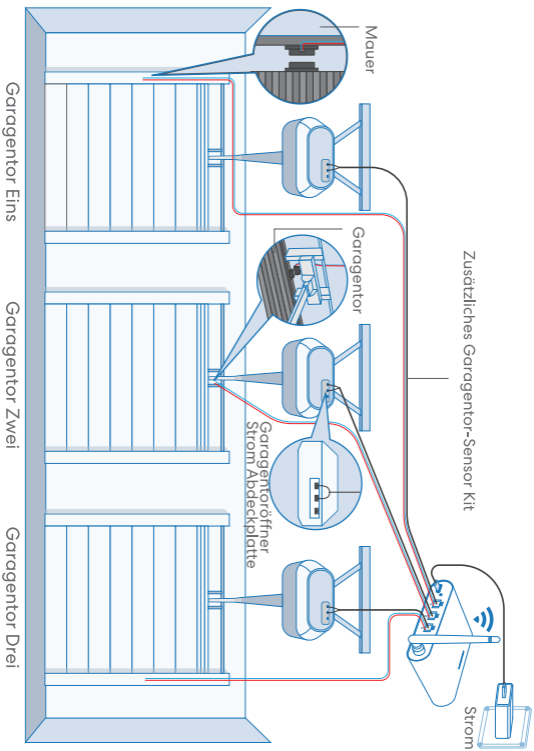 Zusätzliches Garagentor-Sensor Kit
Strom
Mauer
Garagentor
Garagentoröffner
Strom Abdeckplatte
Garagentor Eins
Garagentor Zwei
Garagentor Drei